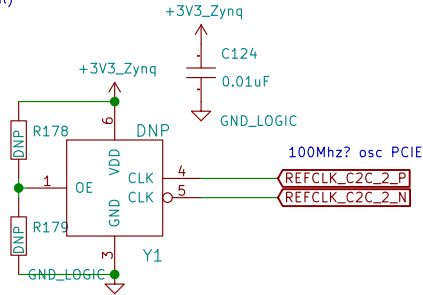 R)
+3V3_Zynq
C124
0.01uF
GND_LOGIC
+3V3_Zynq
DNP
R178
DNP
6
VDD
100Mhz? osc PCIE
1
OE
CLK
4
REFCLK_C2C_2_P
CLK
5
REFCLK_C2C_2_N
DNP
R179
GND
3
Y1
GND_LOGIC